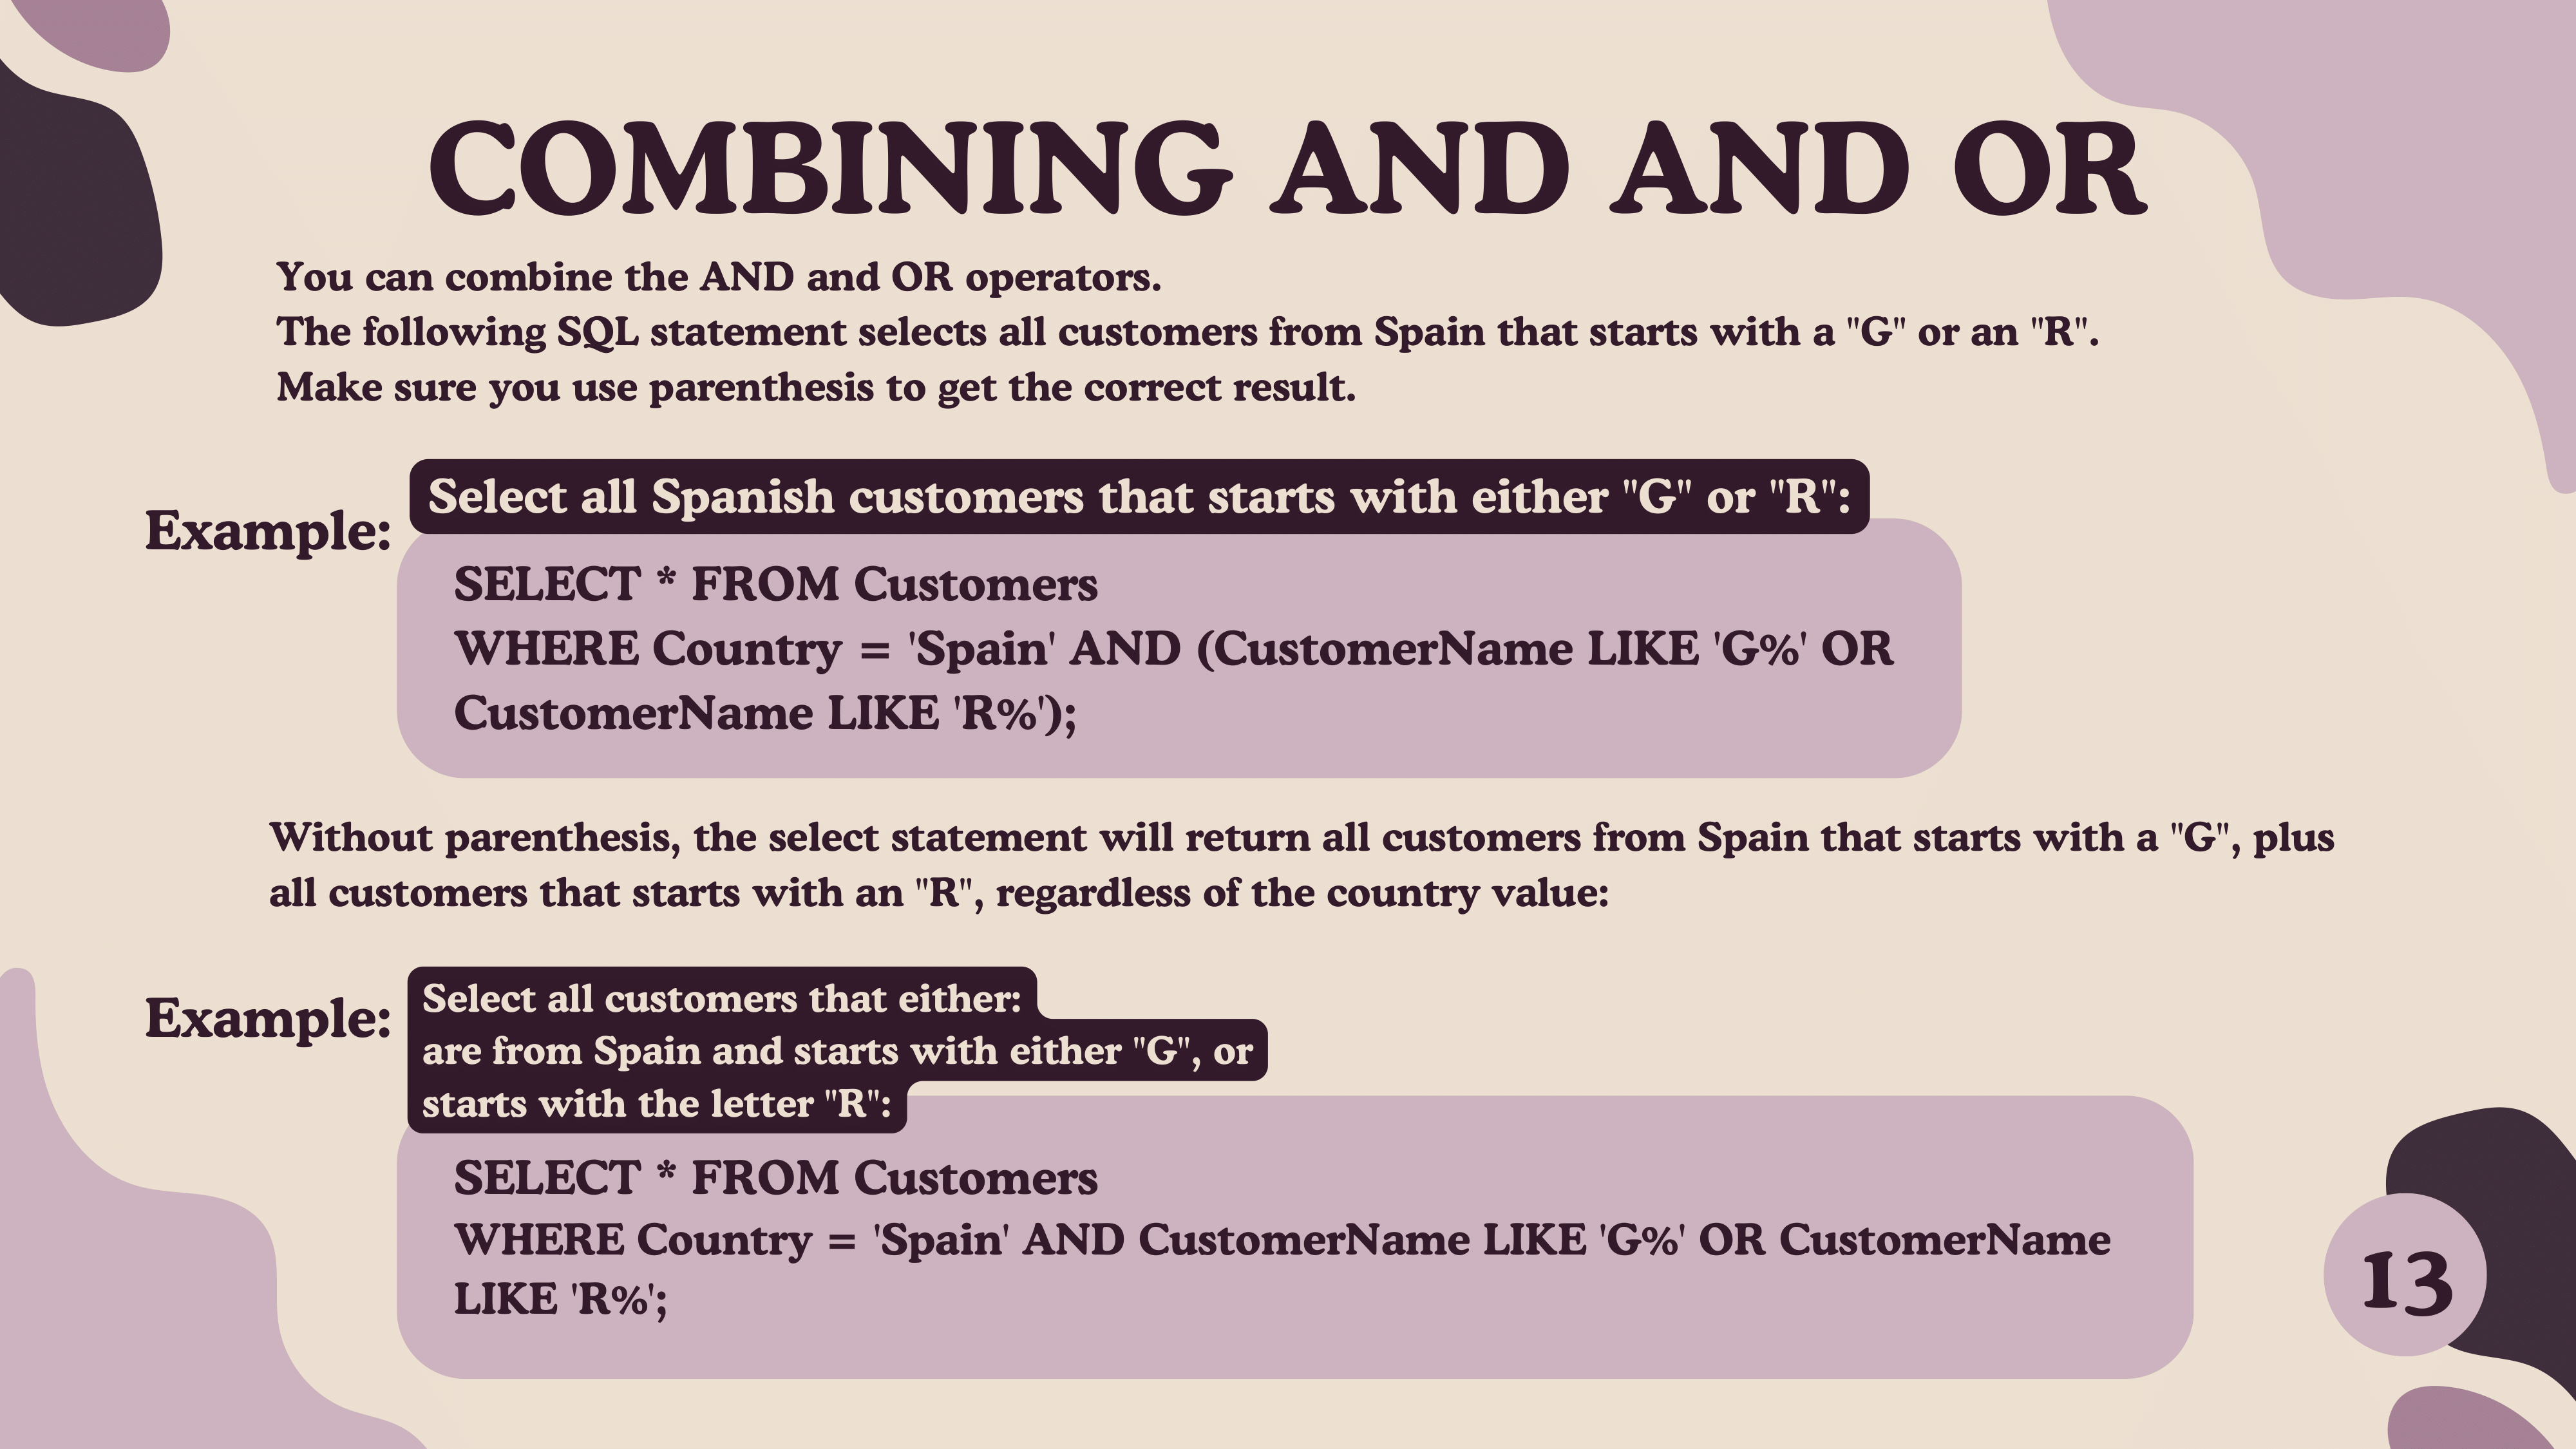 COMBINING AND AND OR
You can combine the AND and OR operators.
The following SQL statement selects all customers from Spain that starts with a "G" or an "R".
Make sure you use parenthesis to get the correct result.
Example:
Select all Spanish customers that starts with either "G" or "R":
SELECT * FROM Customers
WHERE Country = 'Spain' AND (CustomerName LIKE 'G%' OR
CustomerName LIKE 'R%');
Without parenthesis, the select statement will return all customers from Spain that starts with a "G", plus
all customers that starts with an "R", regardless of the country value:
Example:
Select all customers that either:
are from Spain and starts with either "G", or
starts with the letter "R":
SELECT * FROM Customers
WHERE Country = 'Spain' AND CustomerName LIKE 'G%' OR CustomerName
LIKE 'R%';
13